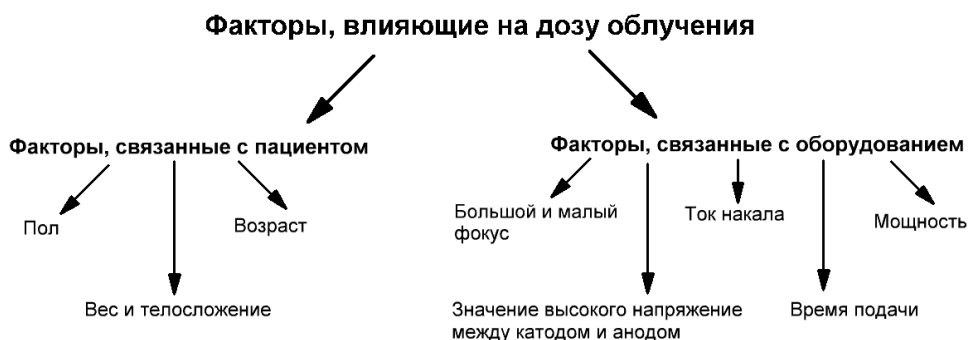 Факторы, влияющие на дозу облучения
Факторы, связанные с пациентом
Факторы, связанные с оборудованием
Пол
Возраст
Вес и телосложение
Большой и малый
фокус
Ток накала
Мощность
Значение высокого напряжение
между катодом и анодом
Время подачи